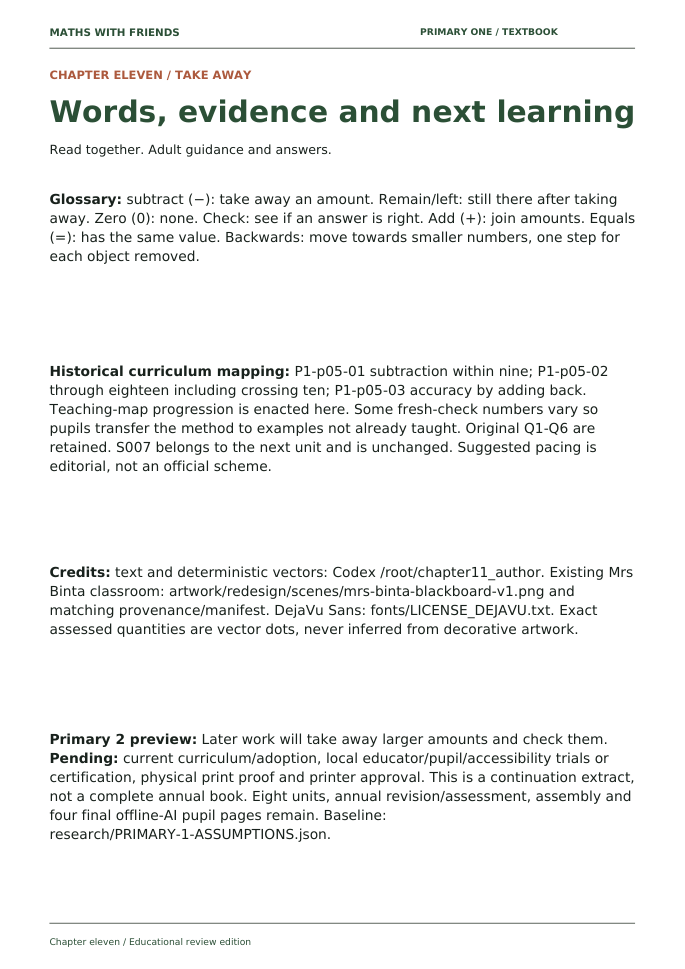 MATHS WITH FRIENDS
PRIMARY ONE / TEXTBOOK
CHAPTER ELEVEN / TAKE AWAY
Words, evidence and next learning
Read together. Adult guidance and answers.
Glossary: subtract (−): take away an amount. Remain/left: still there after taking
away. Zero (0): none. Check: see if an answer is right. Add (+): join amounts. Equals
(=): has the same value. Backwards: move towards smaller numbers, one step for
each object removed.
Historical curriculum mapping: P1-p05-01 subtraction within nine; P1-p05-02
through eighteen including crossing ten; P1-p05-03 accuracy by adding back.
Teaching-map progression is enacted here. Some fresh-check numbers vary so
pupils transfer the method to examples not already taught. Original Q1-Q6 are
retained. S007 belongs to the next unit and is unchanged. Suggested pacing is
editorial, not an official scheme.
Credits: text and deterministic vectors: Codex /root/chapter11_author. Existing Mrs
Binta classroom: artwork/redesign/scenes/mrs-binta-blackboard-v1.png and
matching provenance/manifest. DejaVu Sans: fonts/LICENSE_DEJAVU.txt. Exact
assessed quantities are vector dots, never inferred from decorative artwork.
Primary 2 preview: Later work will take away larger amounts and check them.
Pending: current curriculum/adoption, local educator/pupil/accessibility trials or
certification, physical print proof and printer approval. This is a continuation extract,
not a complete annual book. Eight units, annual revision/assessment, assembly and
four final offline-AI pupil pages remain. Baseline:
research/PRIMARY-1-ASSUMPTIONS.json.
Chapter eleven / Educational review edition